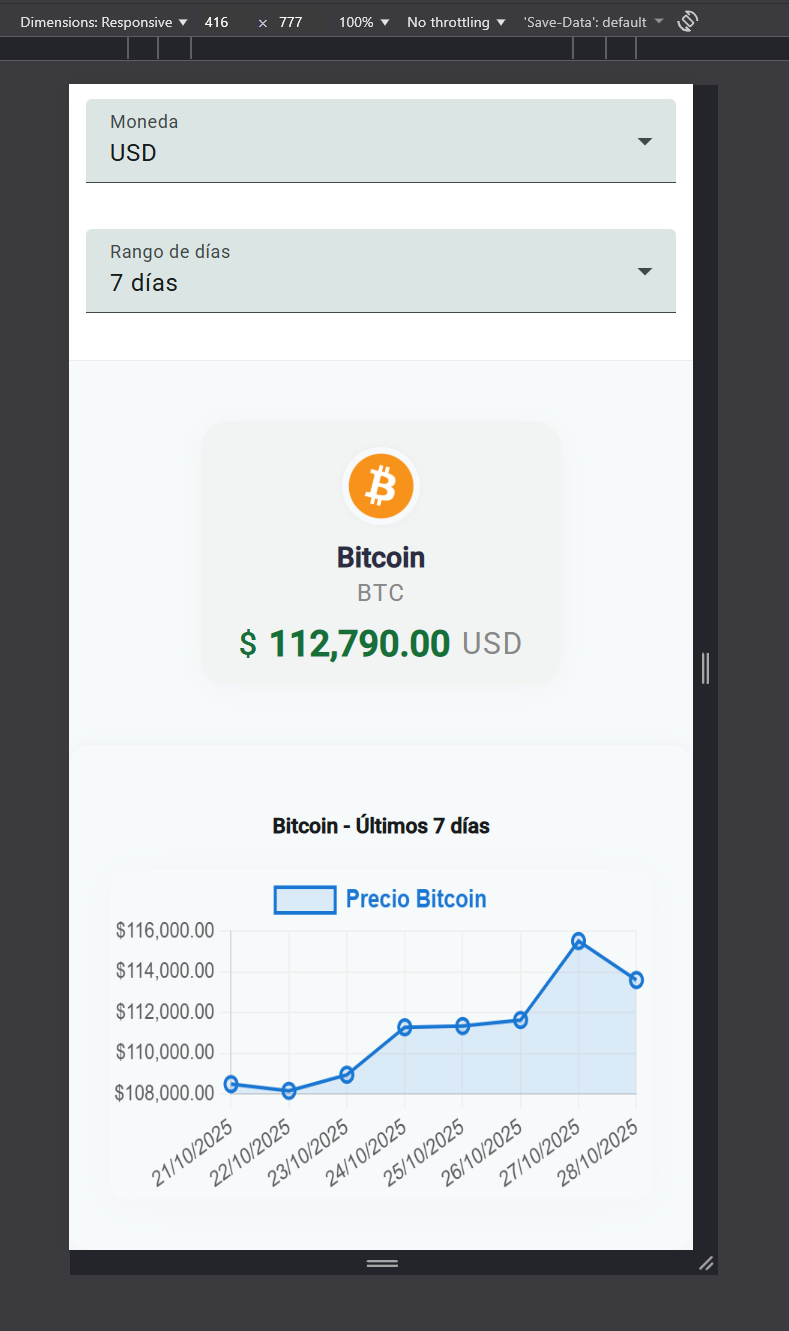 Dimensions: Responsive 416 × 777 100% No throttling 'Save-Data': default
Moneda
USD
Rango de días
7 días
Bitcoin
BTC
$ 112,790.00 USD
Bitcoin - Últimos 7 días
Precio Bitcoin
$116,000.00
$114,000.00
$112,000.00
$110,000.00
$108,000.00
21/10/2025 22/10/2025 23/10/2025 24/10/2025 25/10/2025 26/10/2025 27/10/2025 28/10/2025